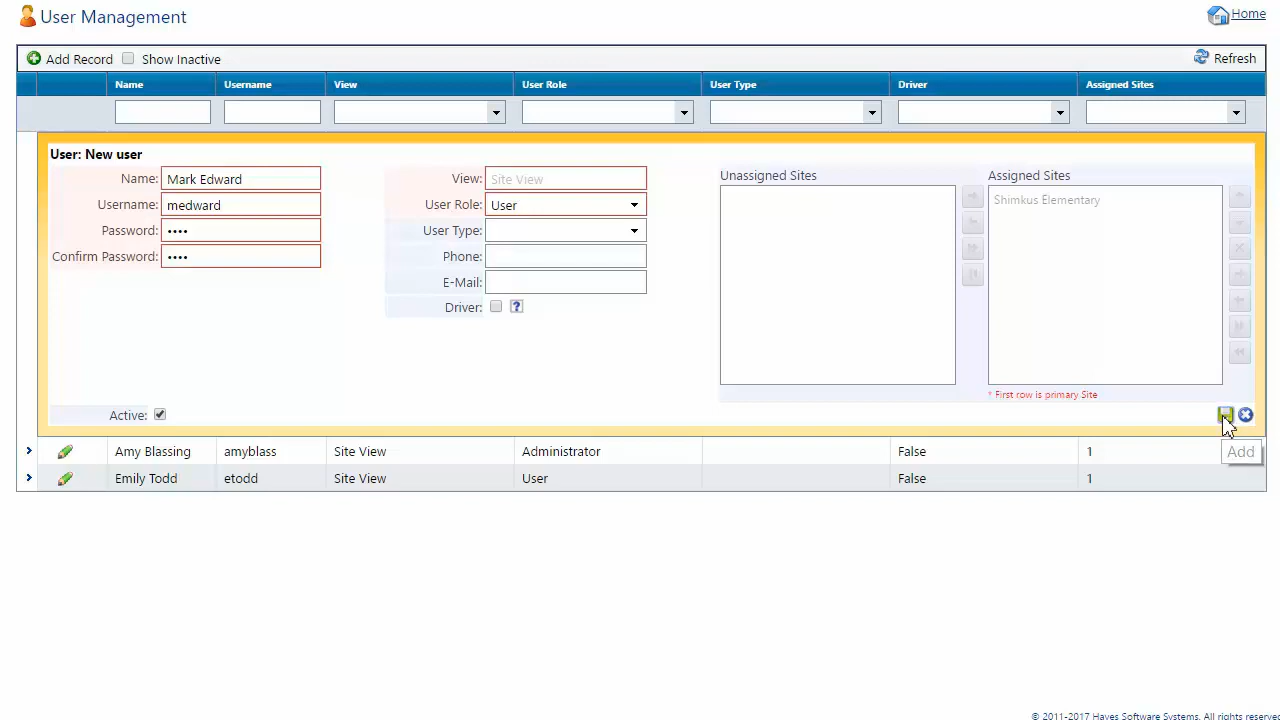 User Management
Home
Add Record Show Inactive Refresh
Name Username View User Role User Type Driver Assigned Sites
User: New user
Name: Mark Edward
Username: medward
Password: ••••
Confirm Password: ••••
View: Site View
User Role: User
User Type:
Phone:
E-Mail:
Driver: ?
Unassigned Sites
Assigned Sites
Shimkus Elementary
* First row is primary Site
Active:
Add
Amy Blassing amyblass Site View Administrator False 1
Emily Todd etodd Site View User False 1
© 2011-2017 Hayes Software Systems. All rights reserved